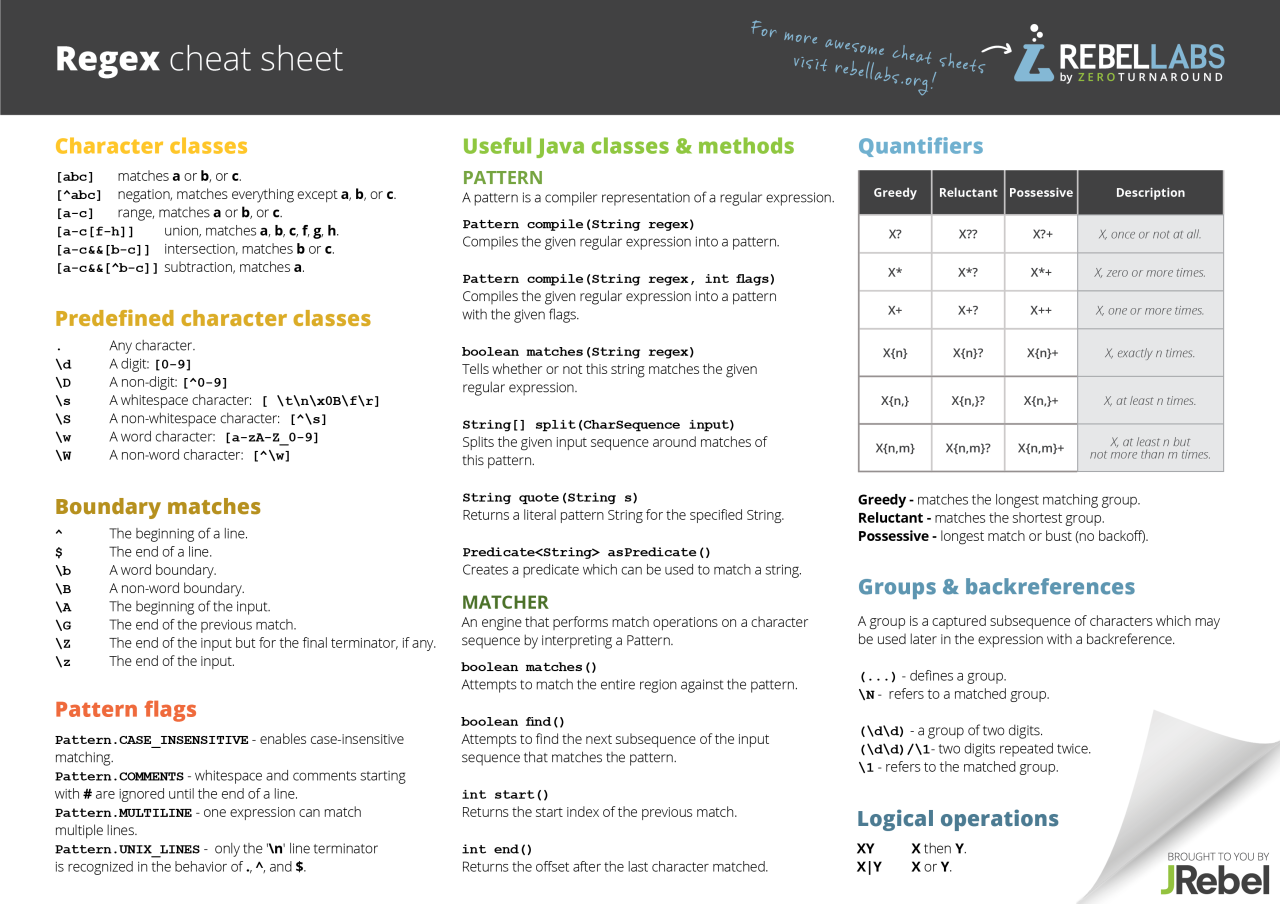 Regex cheat sheet
For more awesome cheat sheets
visit rebellabs.org!
REBELLABS
by ZEROTURNAROUND
Character classes
[abc] matches a or b, or c.
[^abc] negation, matches everything except a, b, or c.
[a-c] range, matches a or b, or c.
[a-c[f-h]] union, matches a, b, c, f, g, h.
[a-c&&[b-c]] intersection, matches b or c.
[a-c&&[^b-c]] subtraction, matches a.
Predefined character classes
. Any character.
\d A digit: [0-9]
\D A non-digit: [^0-9]
\s A whitespace character: [ \t\n\x0B\f\r]
\S A non-whitespace character: [^\s]
\w A word character: [a-zA-Z_0-9]
\W A non-word character: [^\w]
Boundary matches
^ The beginning of a line.
$ The end of a line.
\b A word boundary.
\B A non-word boundary.
\A The beginning of the input.
\G The end of the previous match.
\Z The end of the input but for the final terminator, if any.
\z The end of the input.
Pattern flags
Pattern.CASE_INSENSITIVE - enables case-insensitive
matching.
Pattern.COMMENTS - whitespace and comments starting
with # are ignored until the end of a line.
Pattern.MULTILINE - one expression can match
multiple lines.
Pattern.UNIX_LINES - only the '\n' line terminator
is recognized in the behavior of ., ^, and $.
Useful Java classes & methods
PATTERN
A pattern is a compiler representation of a regular expression.
Pattern compile(String regex)
Compiles the given regular expression into a pattern.
Pattern compile(String regex, int flags)
Compiles the given regular expression into a pattern
with the given flags.
boolean matches(String regex)
Tells whether or not this string matches the given
regular expression.
String[] split(CharSequence input)
Splits the given input sequence around matches of
this pattern.
String quote(String s)
Returns a literal pattern String for the specified String.
Predicate<String> asPredicate()
Creates a predicate which can be used to match a string.
MATCHER
An engine that performs match operations on a character
sequence by interpreting a Pattern.
boolean matches()
Attempts to match the entire region against the pattern.
boolean find()
Attempts to find the next subsequence of the input
sequence that matches the pattern.
int start()
Returns the start index of the previous match.
int end()
Returns the offset after the last character matched.
Quantifiers
Greedy Reluctant Possessive Description
X? X?? X?+ X, once or not at all.
X* X*? X*+ X, zero or more times.
X+ X+? X++ X, one or more times.
X{n} X{n}? X{n}+ X, exactly n times.
X{n,} X{n,}? X{n,}+ X, at least n times.
X{n,m} X{n,m}? X{n,m}+ X, at least n but
not more than m times.
Greedy - matches the longest matching group.
Reluctant - matches the shortest group.
Possessive - longest match or bust (no backoff).
Groups & backreferences
A group is a captured subsequence of characters which may
be used later in the expression with a backreference.
(...) - defines a group.
\N - refers to a matched group.
(\d\d) - a group of two digits.
(\d\d)/\1- two digits repeated twice.
\1 - refers to the matched group.
Logical operations
XY X then Y.
X|Y X or Y.
BROUGHT TO YOU BY
JRebel